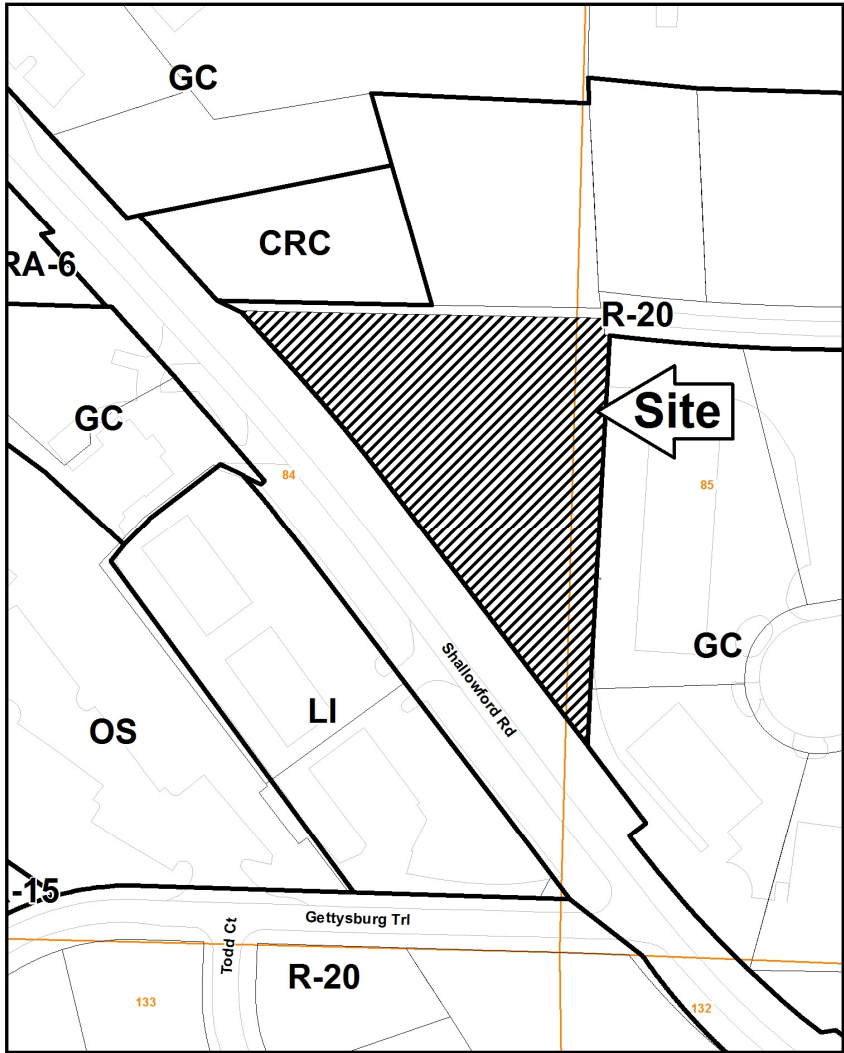 GC
CRC
RA-6
R-20
Site
GC
84
85
Shallowford Rd
GC
LI
OS
-15
Gettysburg Trl
Todd Ct
R-20
133
132